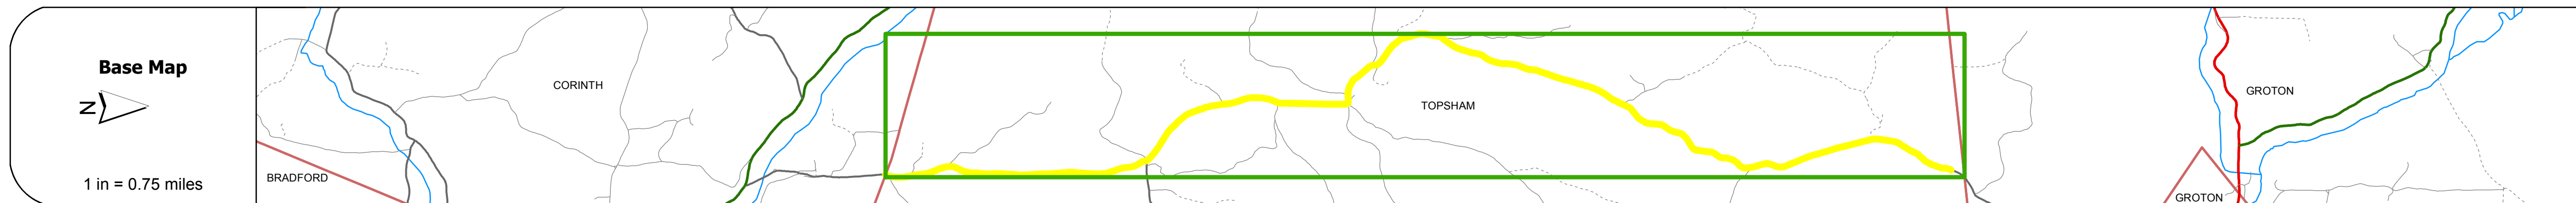 Base Map
N
1 in = 0.75 miles
CORINTH
BRADFORD
TOPSHAM
GROTON
GROTON